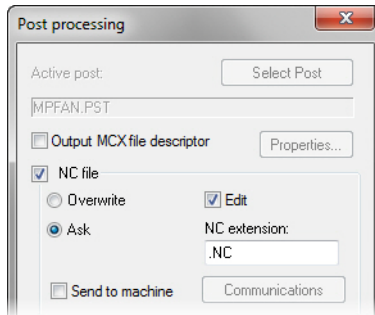 Post processing
Active post:
Select Post
MPFAN.PST
Output MCX file descriptor
Properties...
NC file
Overwrite
Edit
Ask
NC extension:
.NC
Send to machine
Communications